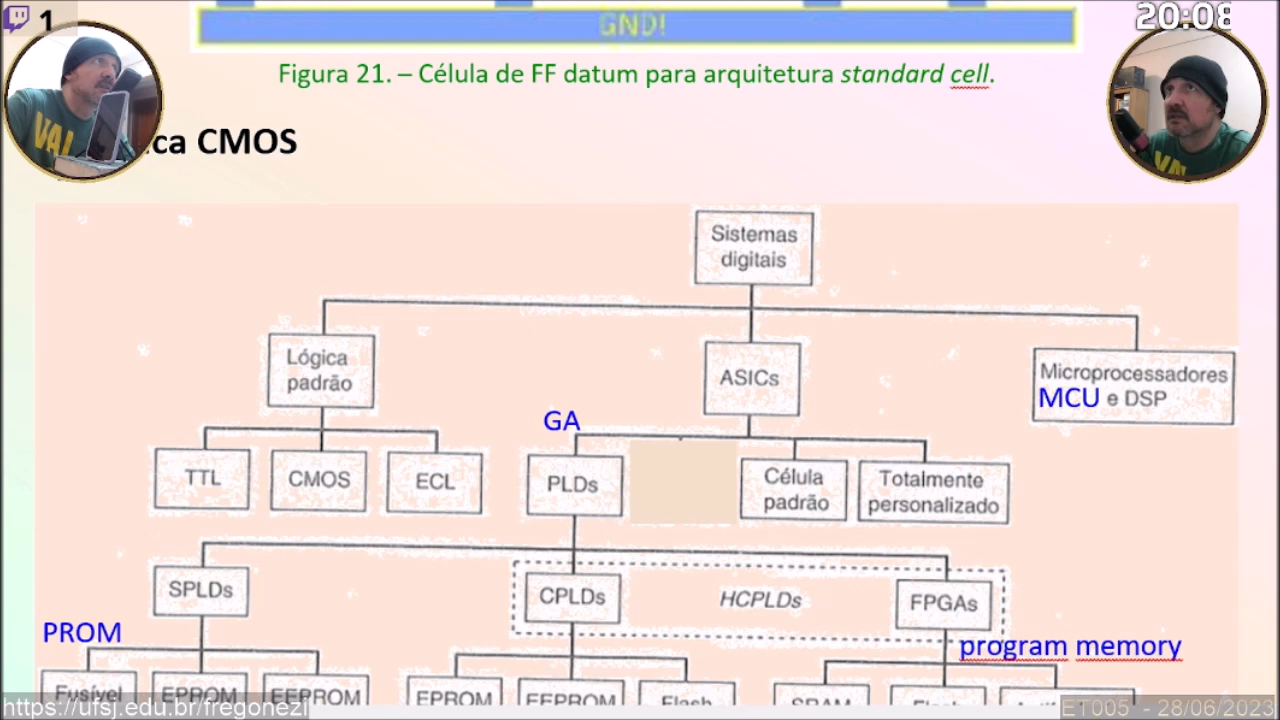 1
20:08
GND!
Figura 21. – Célula de FF datum para arquitetura standard cell.
ca CMOS
Sistemas
digitais
Lógica
padrão
ASICs
Microprocessadores
MCU e DSP
GA
TTL
CMOS
ECL
PLDs
Célula
padrão
Totalmente
personalizado
SPLDs
CPLDs
HCPLDs
FPGAs
PROM
program memory
Fusível
EPROM
EEPROM
EPROM
EEPROM
Flash
SRAM
https://ufsj.edu.br/fregonezi
ET005 - 28/06/2023